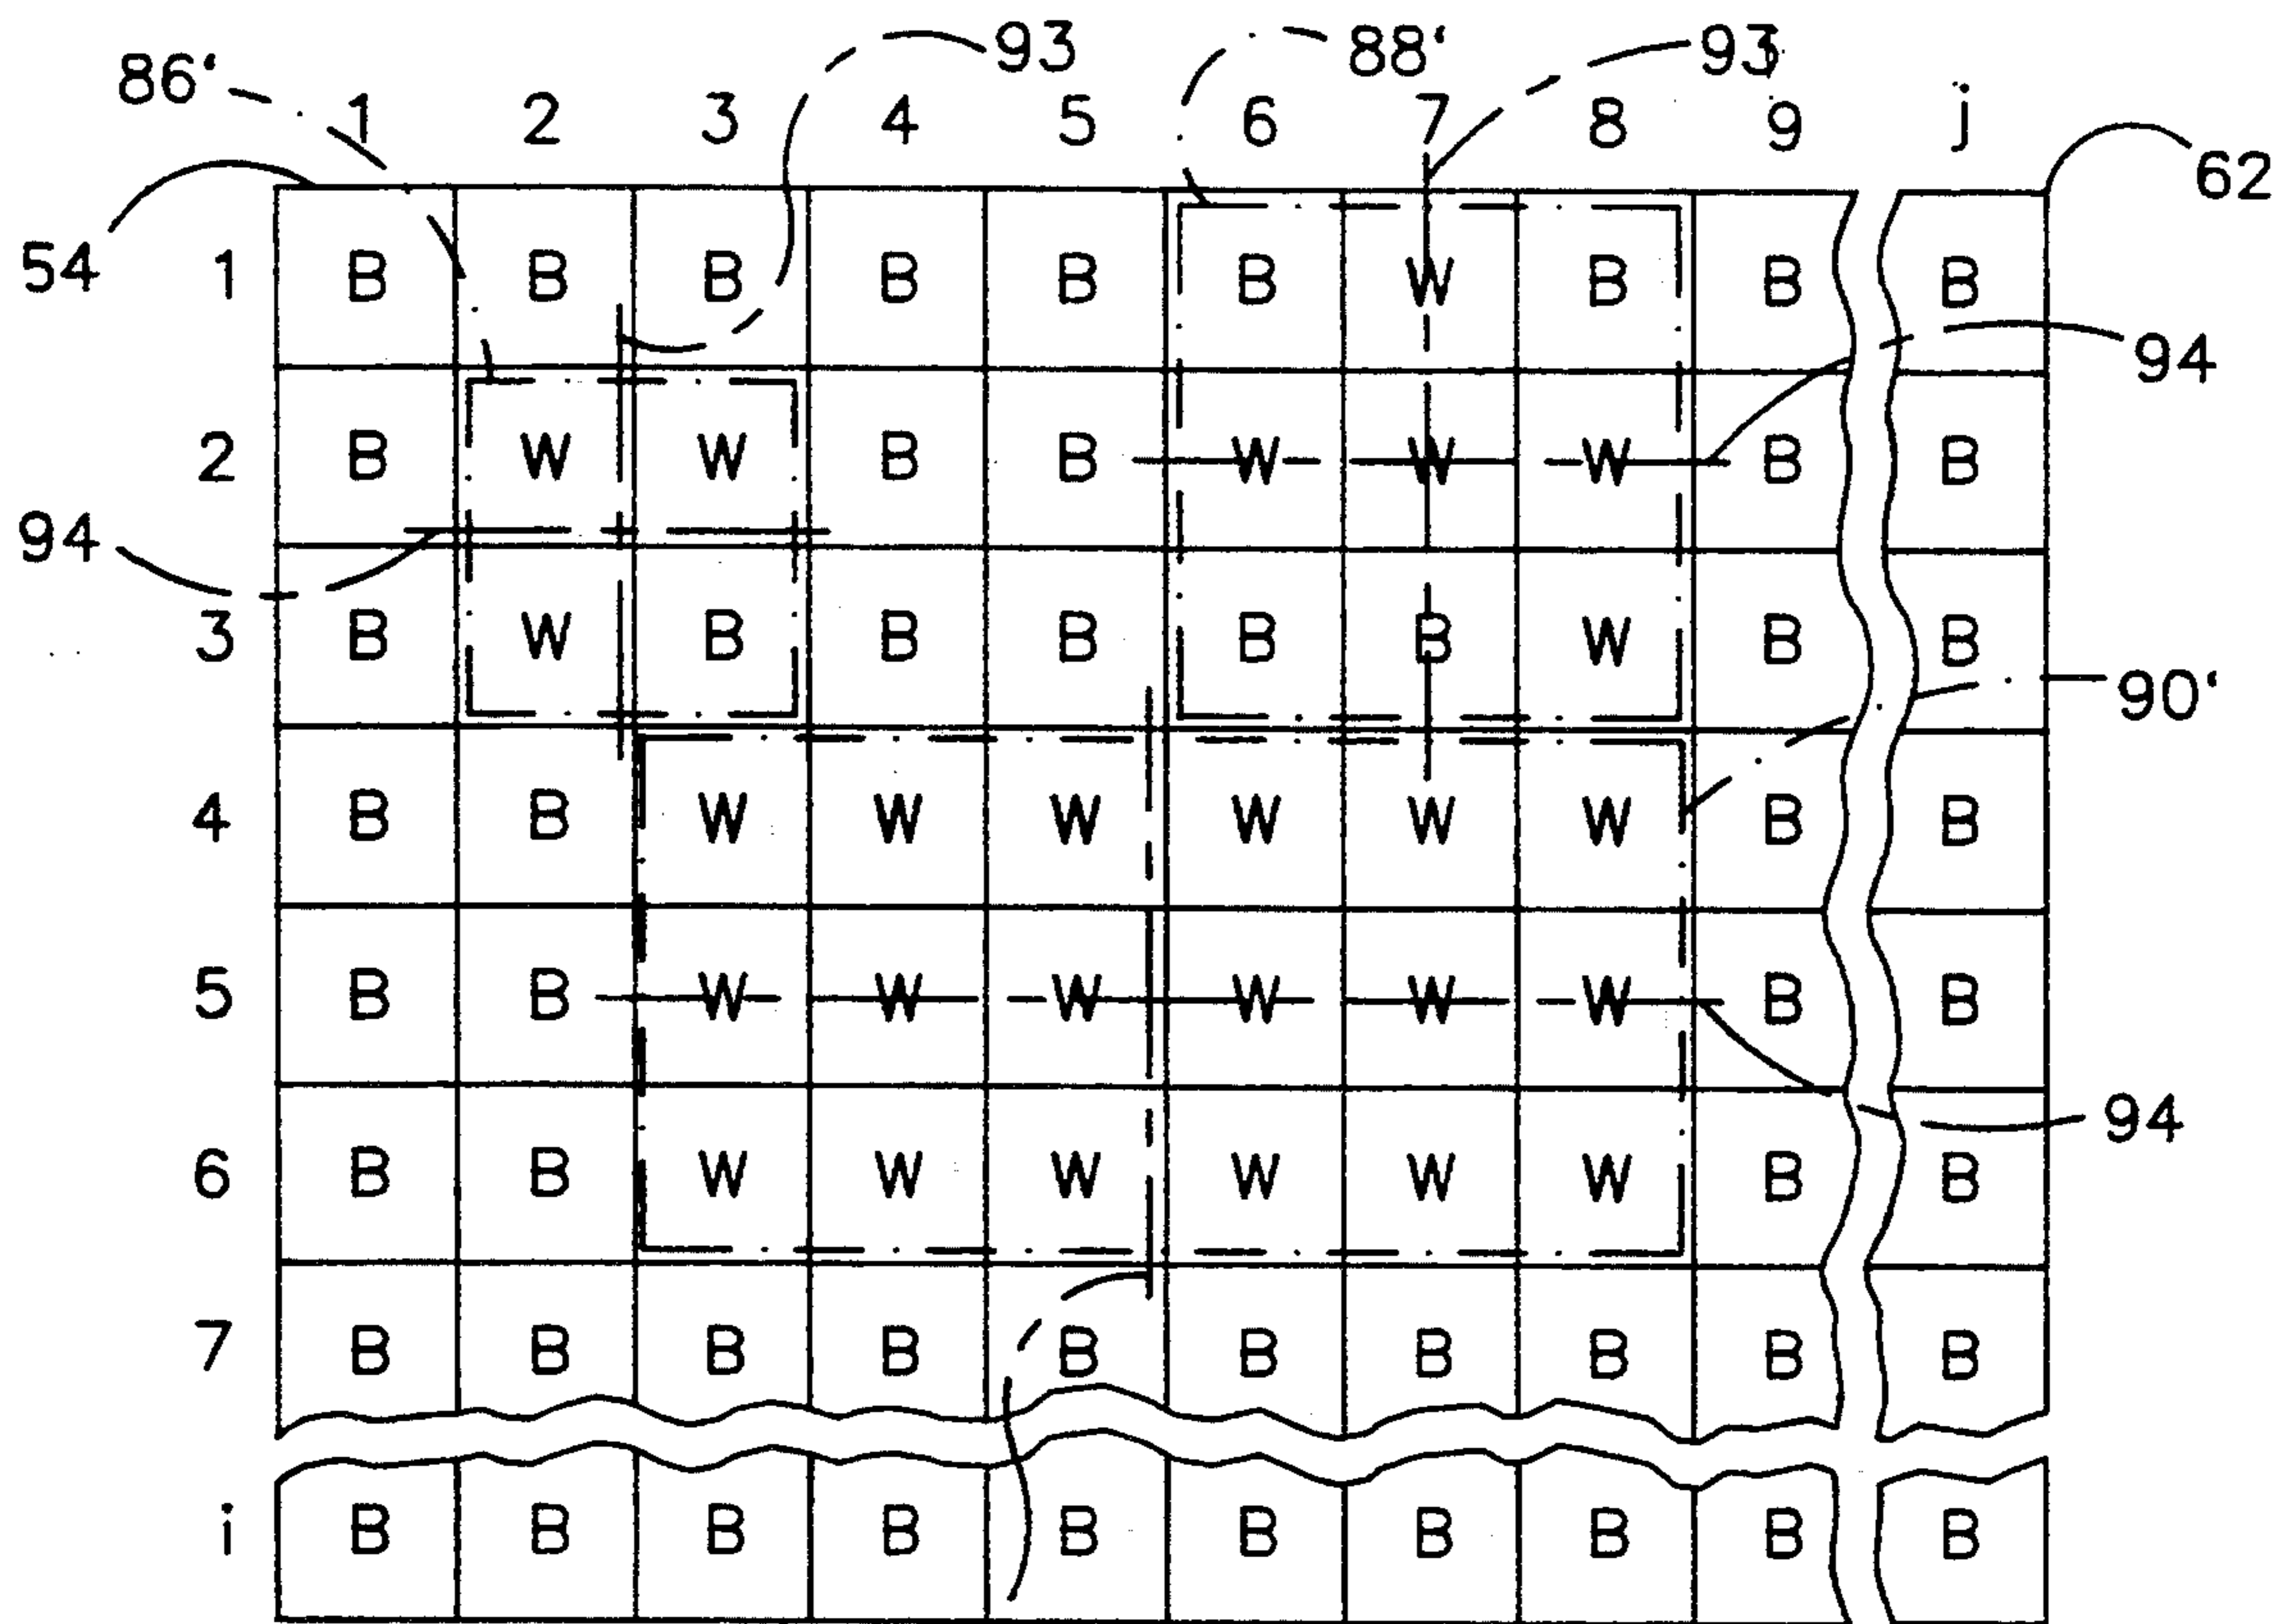 86' 93 88' 93
1 2 3 4 5 6 7 8 9 j
62
54
1 B B B B B B W B B B
94
2 B W W B B W W W B B
94
3 B W B B B B B W B B
90'
4 B B W W W W W W B B
5 B B W W W W W W B B
94
6 B B W W W W W W B B
7 B B B B B B B B B B
i B B B B B B B B B B